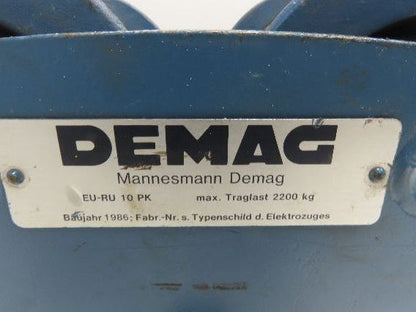 DEMAG
Mannesmann Demag
EU-RU 10 PK max. Traglast 2200 kg
Baujahr 1986; Fabr.-Nr. s. Typenschild d. Elektrozuges